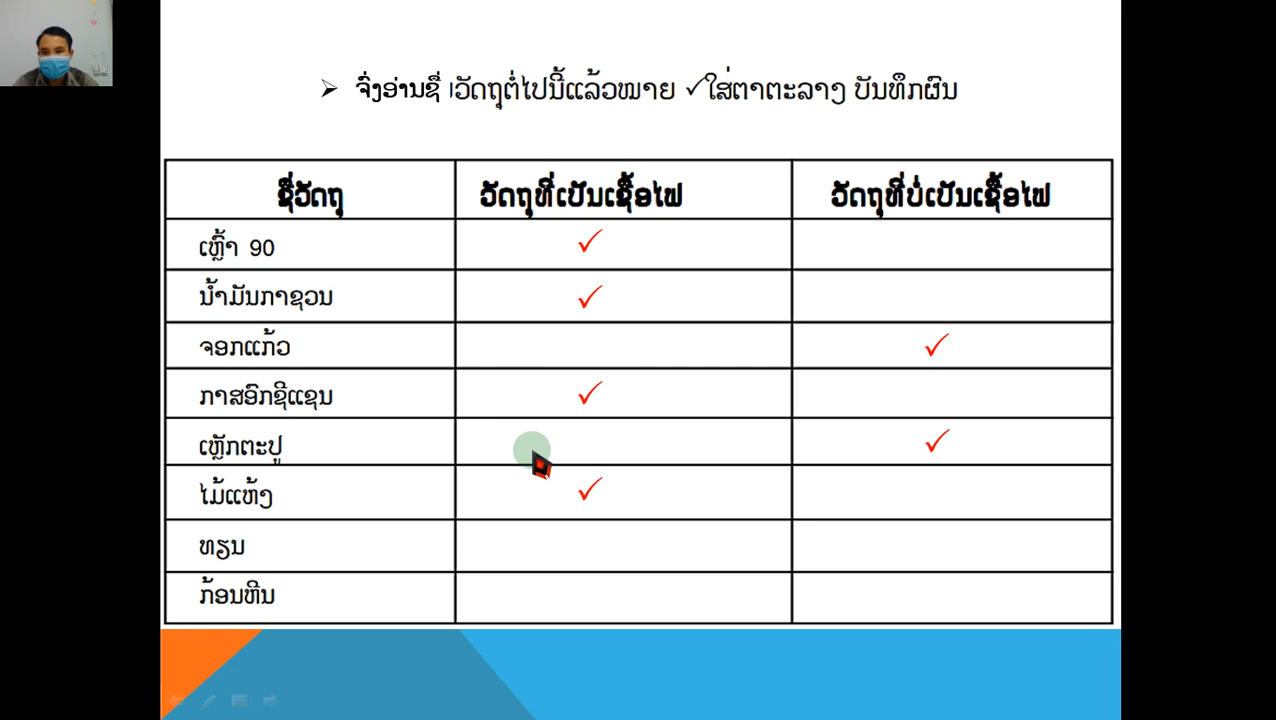 ➢ ຈົ່ງອ່ານຊື່ ວັດຖຸຕໍ່ໄປນີ້ແລ້ວໝາຍ ✓ໃສ່ຕາຕະລາງ ບັນທຶກຜົນ
ຊື່ວັດຖຸ ວັດຖຸທີ່ເປັນເຊື້ອໄຟ ວັດຖຸທີ່ບໍ່ເປັນເຊື້ອໄຟ
ເຫຼົ້າ 90 ✓
ນ້ຳມັນກາຊວນ ✓
ຈອກແກ້ວ ✓
ກາສອົກຊີແຊນ ✓
ເຫຼັກຕະປູ ✓
ໄມ້ແຫ້ງ ✓
ທຽນ
ກ້ອນຫີນ